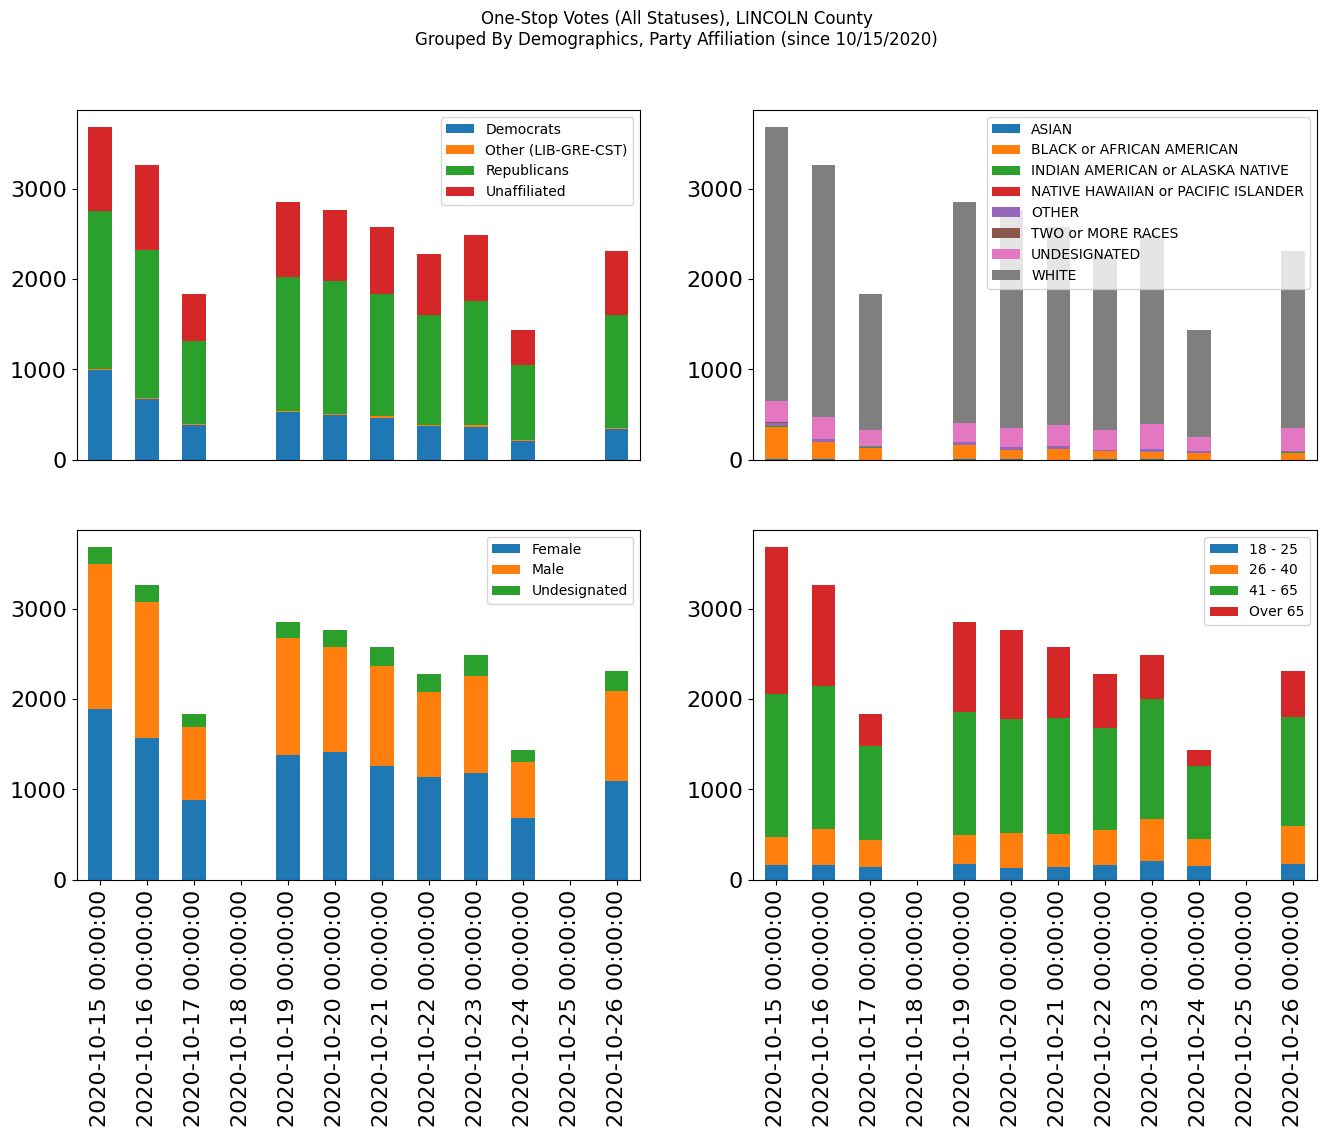 One-Stop Votes (All Statuses), LINCOLN County
Grouped By Demographics, Party Affiliation (since 10/15/2020)
3000
2000
1000
0
Democrats
Other (LIB-GRE-CST)
Republicans
Unaffiliated
3000
2000
1000
0
ASIAN
BLACK or AFRICAN AMERICAN
INDIAN AMERICAN or ALASKA NATIVE
NATIVE HAWAIIAN or PACIFIC ISLANDER
OTHER
TWO or MORE RACES
UNDESIGNATED
WHITE
3000
2000
1000
0
Female
Male
Undesignated
2020-10-15 00:00:00
2020-10-16 00:00:00
2020-10-17 00:00:00
2020-10-18 00:00:00
2020-10-19 00:00:00
2020-10-20 00:00:00
2020-10-21 00:00:00
2020-10-22 00:00:00
2020-10-23 00:00:00
2020-10-24 00:00:00
2020-10-25 00:00:00
2020-10-26 00:00:00
3000
2000
1000
0
18 - 25
26 - 40
41 - 65
Over 65
2020-10-15 00:00:00
2020-10-16 00:00:00
2020-10-17 00:00:00
2020-10-18 00:00:00
2020-10-19 00:00:00
2020-10-20 00:00:00
2020-10-21 00:00:00
2020-10-22 00:00:00
2020-10-23 00:00:00
2020-10-24 00:00:00
2020-10-25 00:00:00
2020-10-26 00:00:00